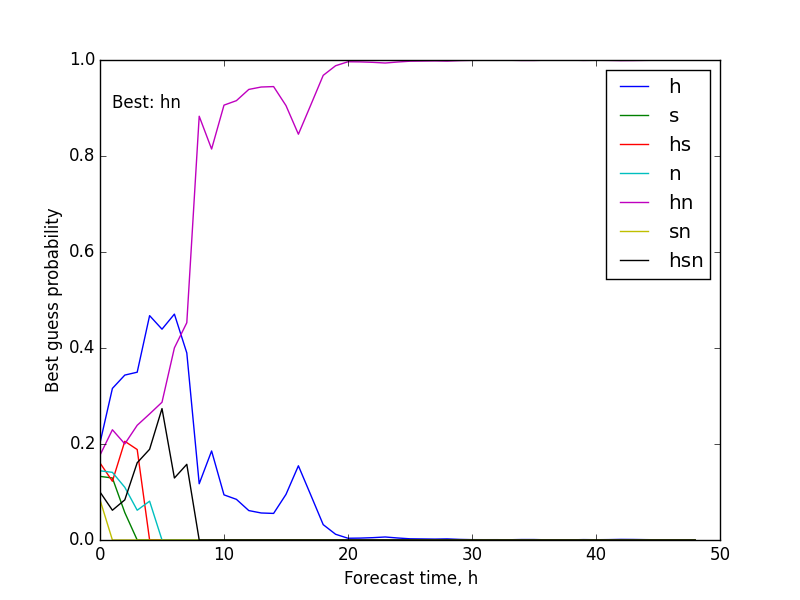 1.0
Best: hn
0.8
0.6
0.4
0.2
0.0
Best guess probability
0 10 20 30 40 50
Forecast time, h
h
s
hs
n
hn
sn
hsn